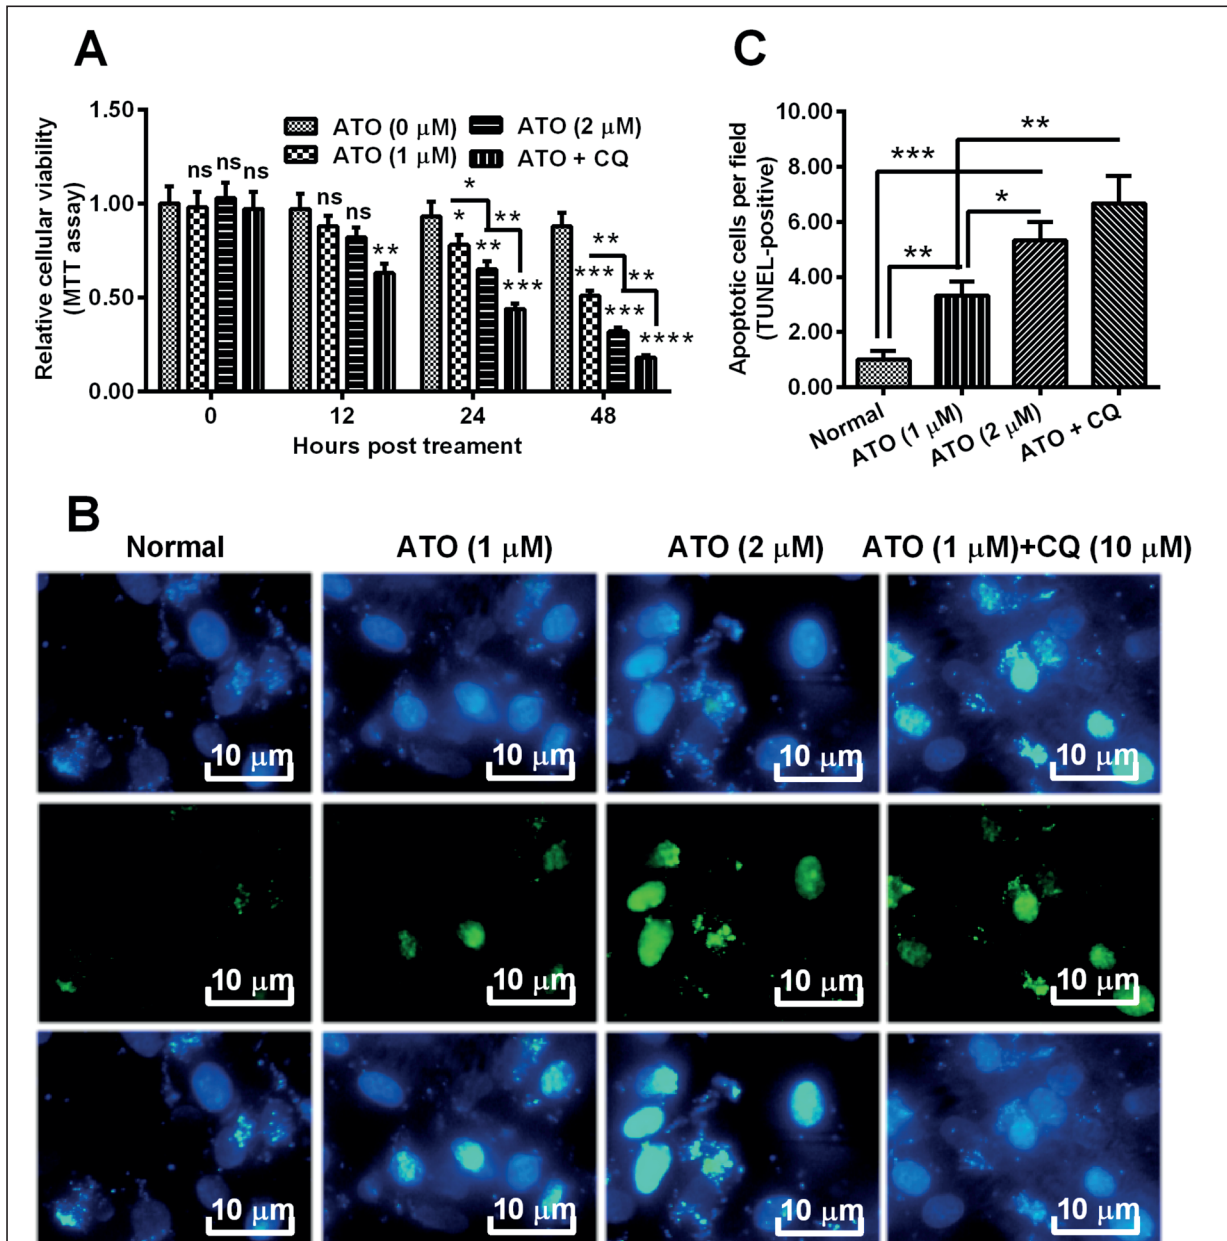 A
Relative cellular viability
(MTT assay)
1.50
1.00
0.50
0.00
ATO (0 μM)
ATO (1 μM)
ATO (2 μM)
ATO + CQ
ns ns ns
ns ns **
* ** *** * **
*** *** **** ** **
0 12 24 48
Hours post treament
C
Apoptotic cells per field
(TUNEL-positive)
10.00
8.00
6.00
4.00
2.00
0.00
**
***
*
**
Normal
ATO (1 μM)
ATO (2 μM)
ATO + CQ
B
Normal ATO (1 μM) ATO (2 μM) ATO (1 μM)+CQ (10 μM)
10 μm 10 μm 10 μm 10 μm
10 μm 10 μm 10 μm 10 μm
10 μm 10 μm 10 μm 10 μm